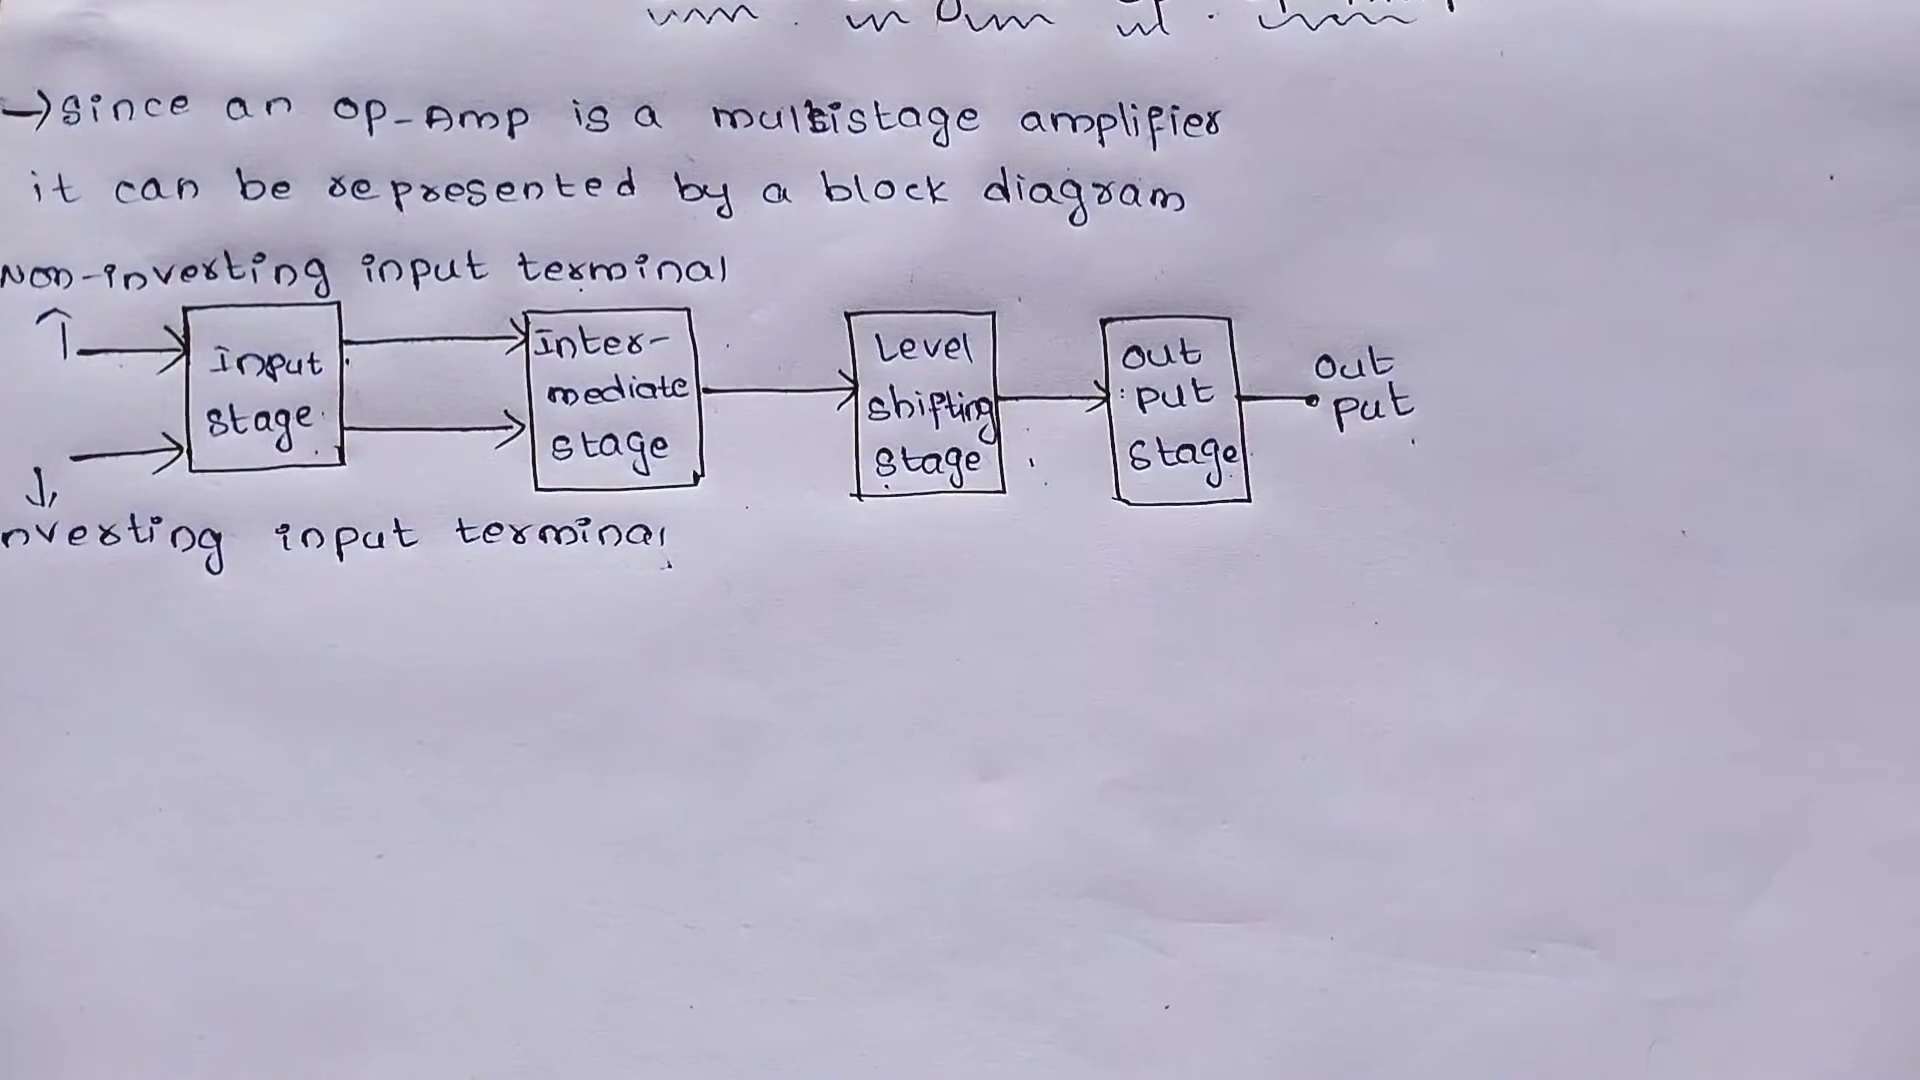 → since an op-Amp is a multistage amplifier
it can be represented by a block diagram
Non-inverting input terminal
Input
stage
Inter-
mediate
stage
Level
shifting
stage
out
put
stage
out
put
nverting input terminal